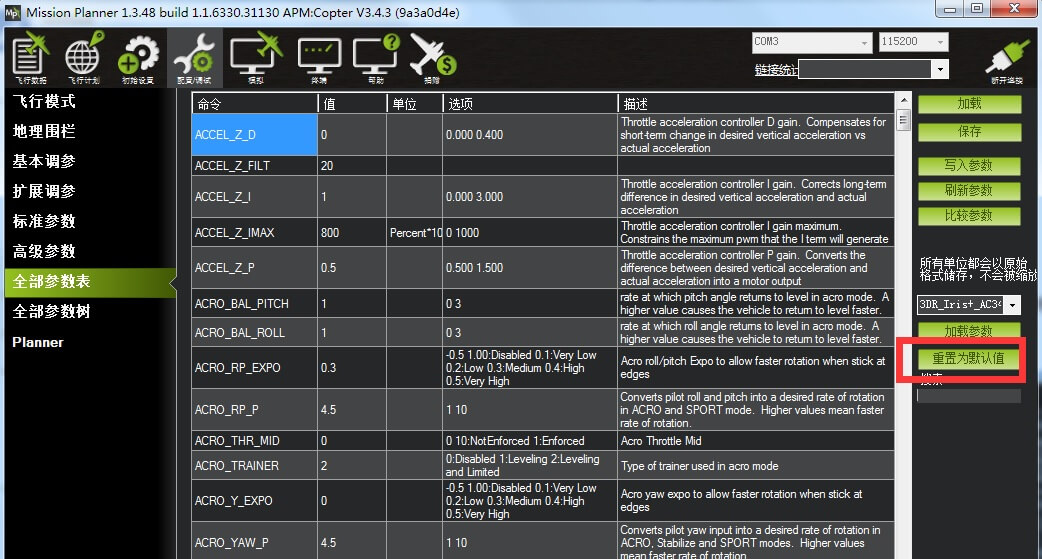 Mission Planner 1.3.48 build 1.1.6330.31130 APM:Copter V3.4.3 (9a3a0d4e)
飞行数据 飞行计划 初始设置 配置/调试 模拟 终端 帮助 捐赠
COM3 115200
链接统计
断开连接
飞行模式
地理围栏
基本调参
扩展调参
标准参数
高级参数
全部参数表
全部参数树
Planner
命令 值 单位 选项 描述
ACCEL_Z_D 0 0.000 0.400 Throttle acceleration controller D gain. Compensates for
short-term change in desired vertical acceleration vs
actual acceleration
ACCEL_Z_FILT 20
ACCEL_Z_I 1 0.000 3.000 Throttle acceleration controller I gain. Corrects long-term
difference in desired vertical acceleration and actual
acceleration
ACCEL_Z_IMAX 800 Percent*10 0 1000 Throttle acceleration controller I gain maximum.
Constrains the maximum pwm that the I term will generate
ACCEL_Z_P 0.5 0.500 1.500 Throttle acceleration controller P gain. Converts the
difference between desired vertical acceleration and
actual acceleration into a motor output
ACRO_BAL_PITCH 1 0 3 rate at which pitch angle returns to level in acro mode. A
higher value causes the vehicle to return to level faster.
ACRO_BAL_ROLL 1 0 3 rate at which roll angle returns to level in acro mode. A
higher value causes the vehicle to return to level faster.
ACRO_RP_EXPO 0.3 -0.5 1.00:Disabled 0.1:Very Low
0.2:Low 0.3:Medium 0.4:High
0.5:Very High
Acro roll/pitch Expo to allow faster rotation when stick at
edges
ACRO_RP_P 4.5 1 10 Converts pilot roll and pitch into a desired rate of rotation
in ACRO and SPORT mode. Higher values mean faster
rate of rotation.
ACRO_THR_MID 0 0 10:NotEnforced 1:Enforced Acro Throttle Mid
ACRO_TRAINER 2 0:Disabled 1:Leveling 2:Leveling
and Limited
Type of trainer used in acro mode
ACRO_Y_EXPO 0 -0.5 1.00:Disabled 0.1:Very Low
0.2:Low 0.3:Medium 0.4:High
0.5:Very High
Acro yaw expo to allow faster rotation when stick at
edges
ACRO_YAW_P 4.5 1 10 Converts pilot yaw input into a desired rate of rotation in
ACRO, Stabilize and SPORT modes. Higher values
mean faster rate of rotation.
加载
保存
写入参数
刷新参数
比较参数
所有单位都会以原始
格式储存，不会被缩放
3DR_Irist_AC34
加载参数
重置为默认值
搜索